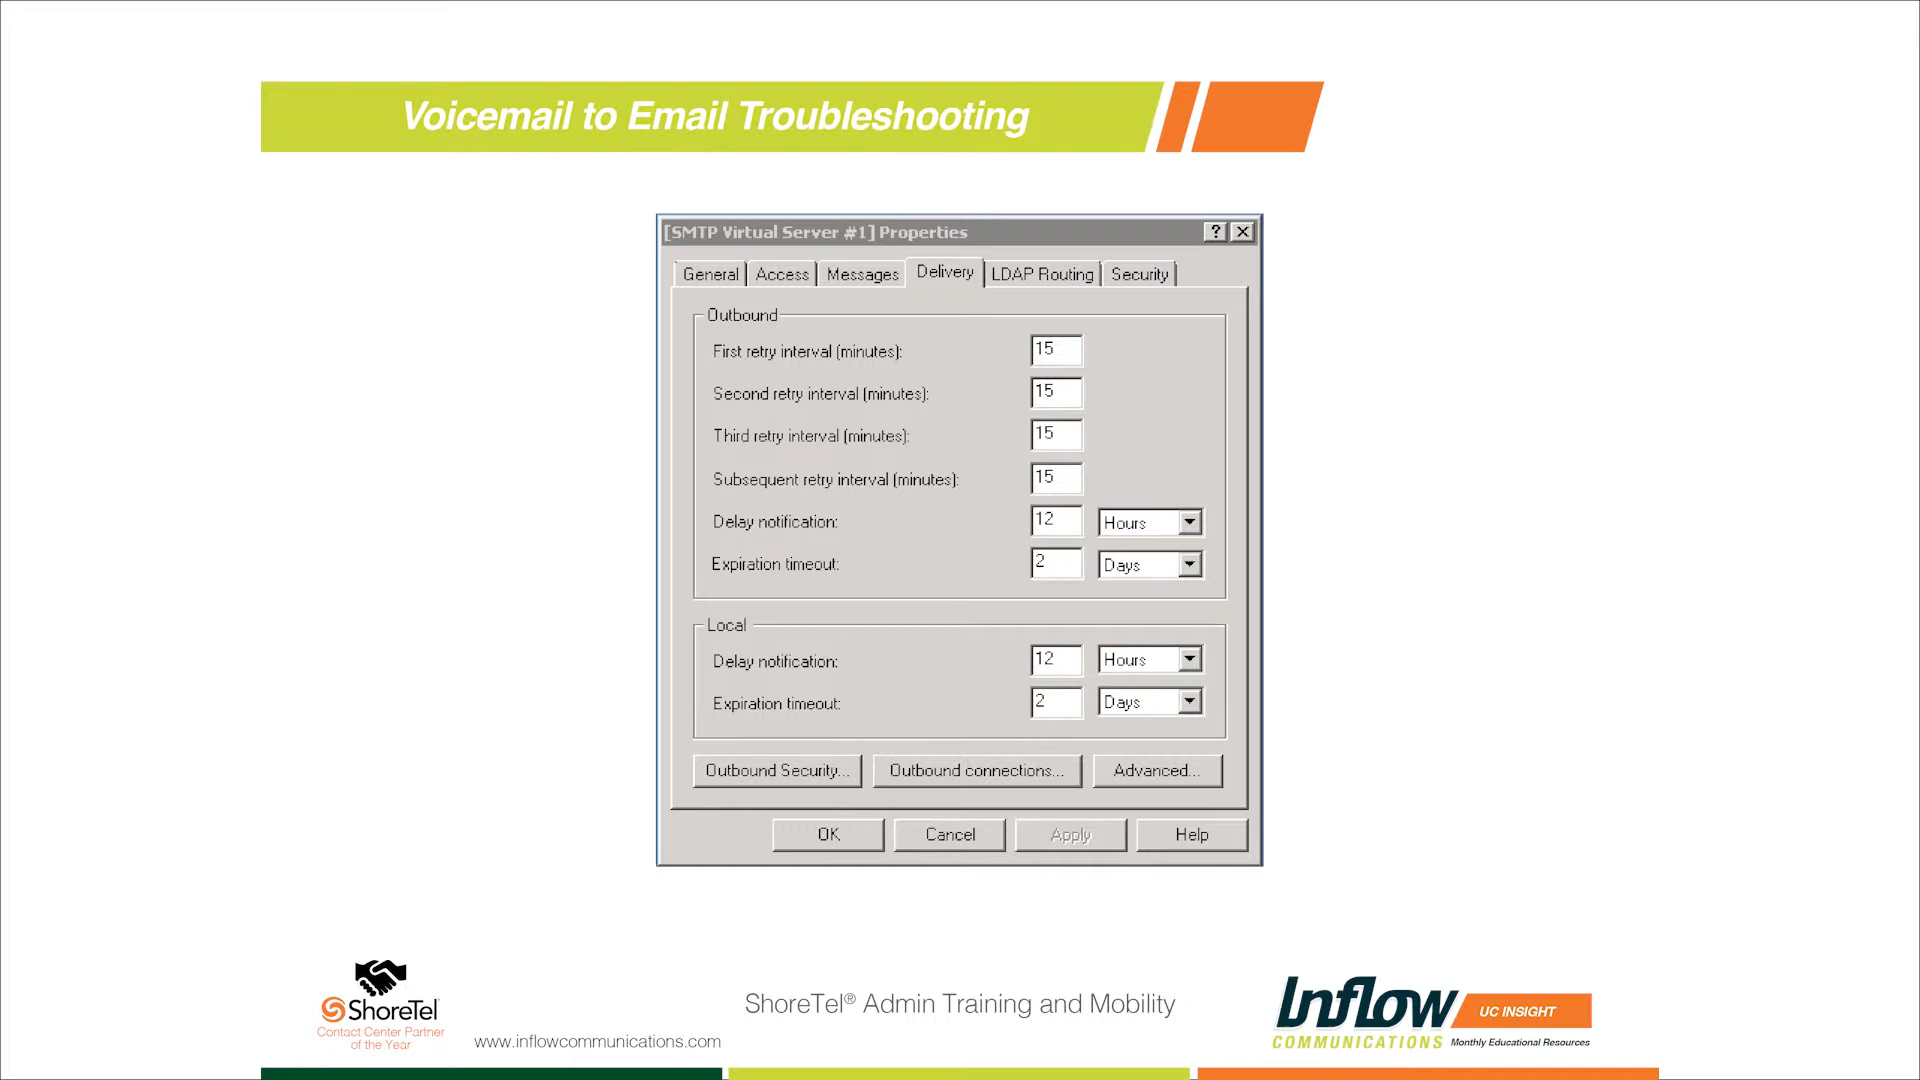 Voicemail to Email Troubleshooting
[SMTP Virtual Server #1] Properties
General Access Messages Delivery LDAP Routing Security
Outbound
First retry interval (minutes): 15
Second retry interval (minutes): 15
Third retry interval (minutes): 15
Subsequent retry interval (minutes): 15
Delay notification: 12 Hours
Expiration timeout: 2 Days
Local
Delay notification: 12 Hours
Expiration timeout: 2 Days
Outbound Security... Outbound connections... Advanced...
OK Cancel Apply Help
ShoreTel
Contact Center Partner
of the Year
www.inflowcommunications.com
ShoreTel® Admin Training and Mobility
Inflow
COMMUNICATIONS
UC INSIGHT
Monthly Educational Resources